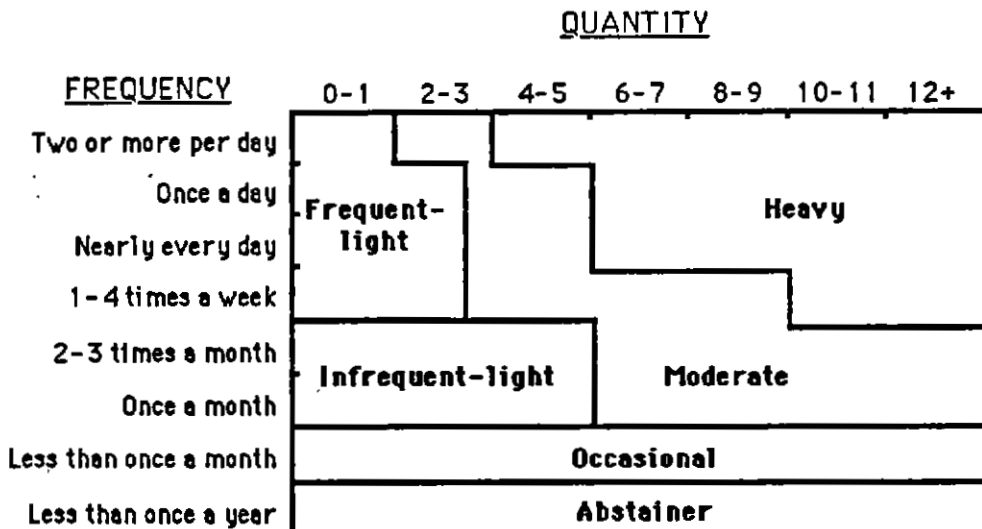 QUANTITY
FREQUENCY 0-1 2-3 4-5 6-7 8-9 10-11 12+
Two or more per day
Once a day
Frequent- Heavy
light
Nearly every day
1-4 times a week
2-3 times a month
Infrequent-light Moderate
Once a month
Less than once a month Occasional
Less than once a year Abstainer